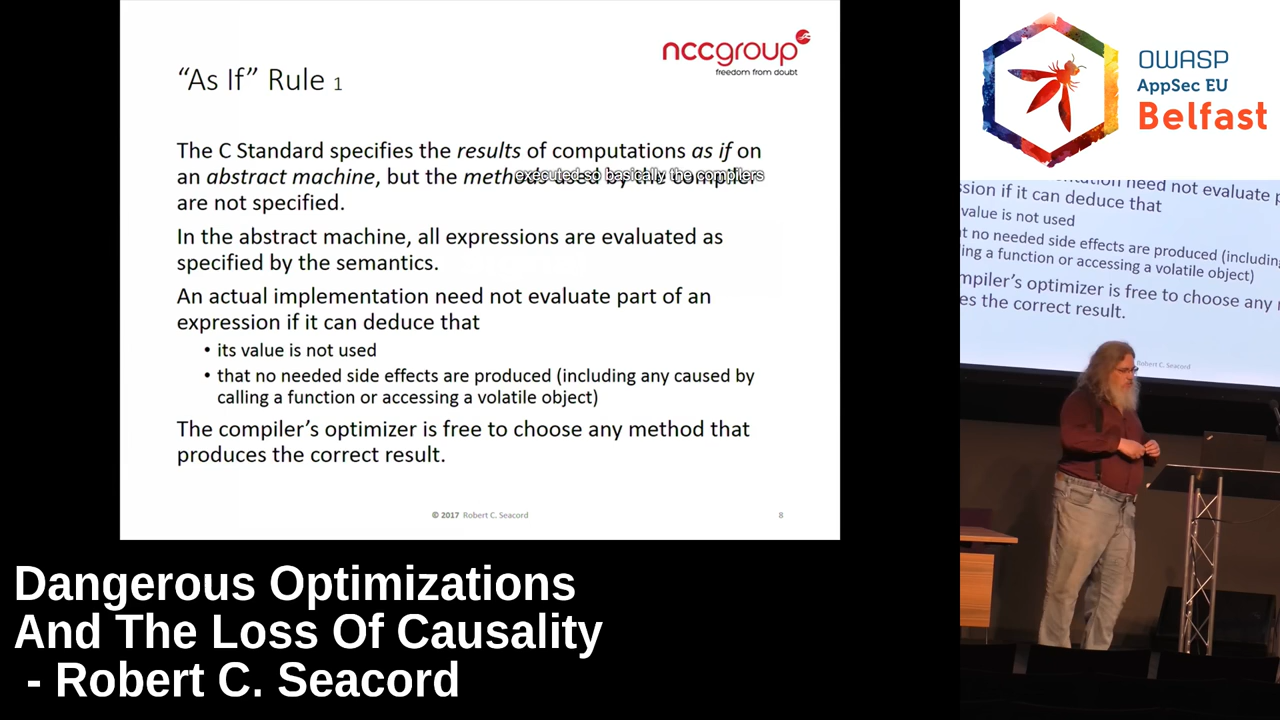 nccgroup
freedom from doubt
“As If” Rule 1
The C Standard specifies the results of computations as if on
an abstract machine, but the methods used by the compiler
executed so basically the compilers
are not specified.
In the abstract machine, all expressions are evaluated as
specified by the semantics.
An actual implementation need not evaluate part of an
expression if it can deduce that
• its value is not used
• that no needed side effects are produced (including any caused by
calling a function or accessing a volatile object)
The compiler’s optimizer is free to choose any method that
produces the correct result.
© 2017 Robert C. Seacord
8
OWASP
AppSec EU
Belfast
need not evaluate
sion if it can deduce that
value is not used
t no needed side effects are produced (including
ing a function or accessing a volatile object)
mpiler’s optimizer is free to choose any
es the correct result.
Robert C. Seacord
Dangerous Optimizations
And The Loss Of Causality
- Robert C. Seacord